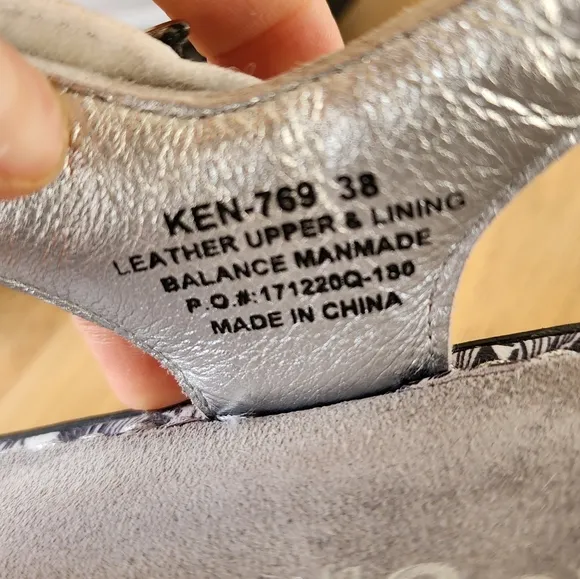 KEN-769 38
LEATHER UPPER & LINING
BALANCE MANMADE
P.O.#:171220Q-180
MADE IN CHINA